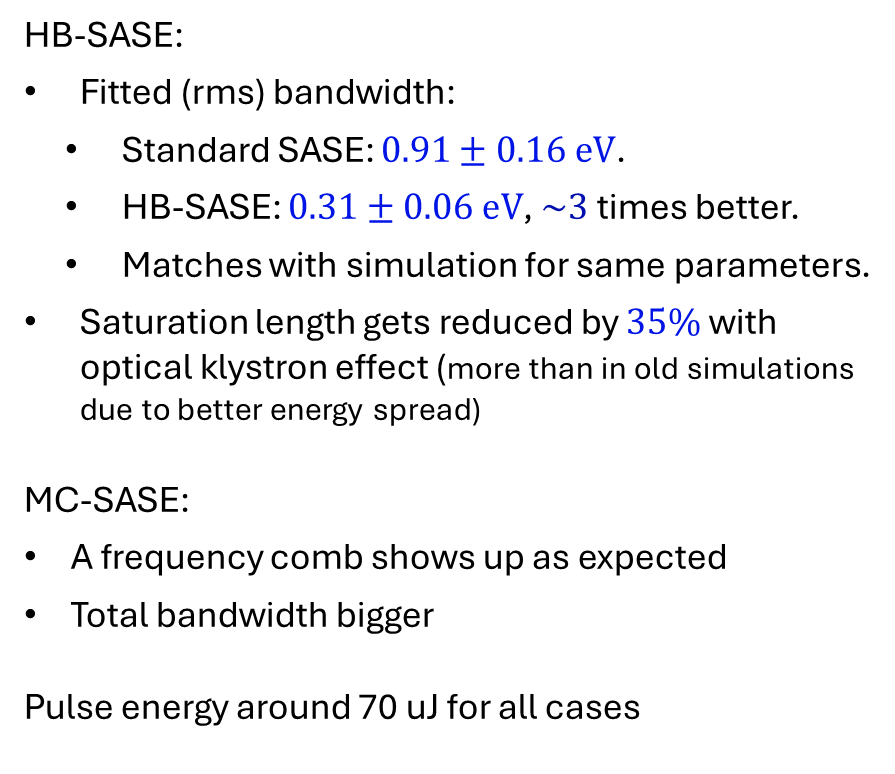 HB-SASE:
• Fitted (rms) bandwidth:
• Standard SASE: 0.91 ± 0.16 eV.
• HB-SASE: 0.31 ± 0.06 eV, ~3 times better.
• Matches with simulation for same parameters.
• Saturation length gets reduced by 35% with
optical klystron effect (more than in old simulations
due to better energy spread)
MC-SASE:
• A frequency comb shows up as expected
• Total bandwidth bigger
Pulse energy around 70 uJ for all cases